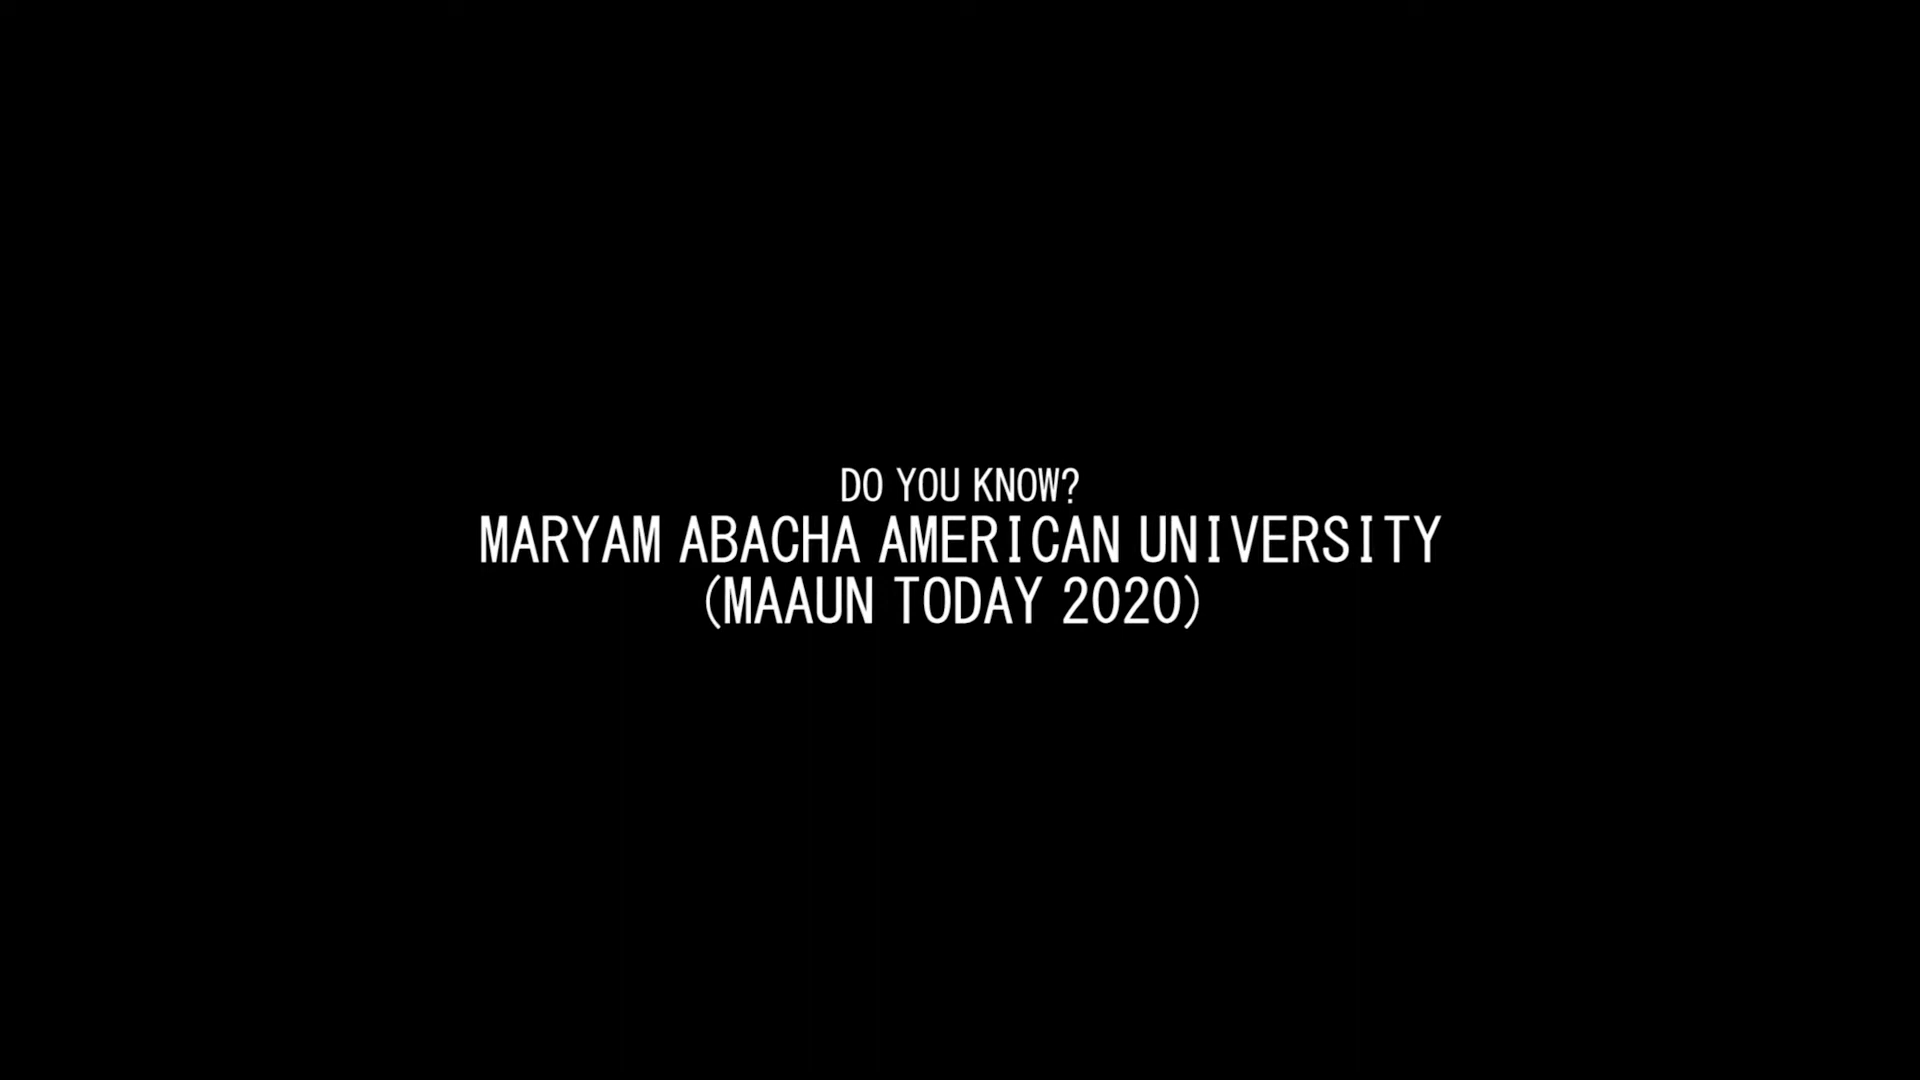 DO YOU KNOW?
MARYAM ABACHA AMERICAN UNIVERSITY
(MAAUN TODAY 2020)